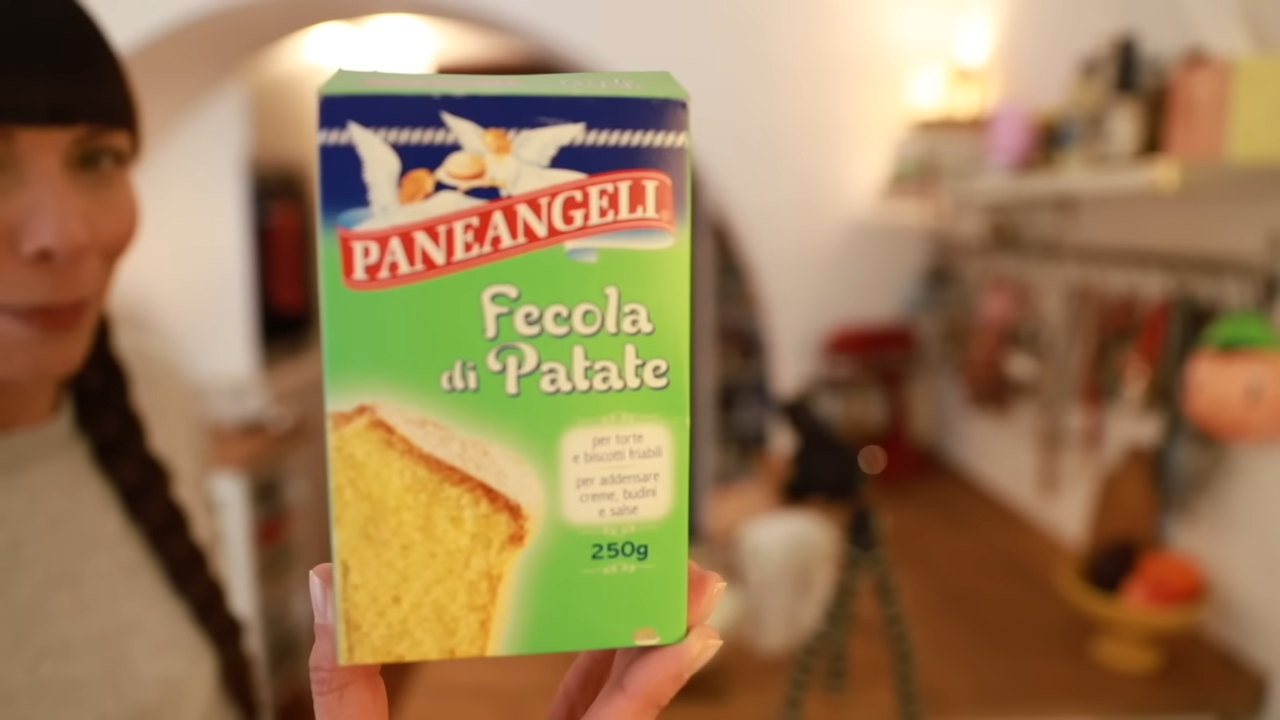 PANEANGELI
Fecola
di Patate
per torte
e biscotti friabili
per addensare
creme, budini
e salse
250g